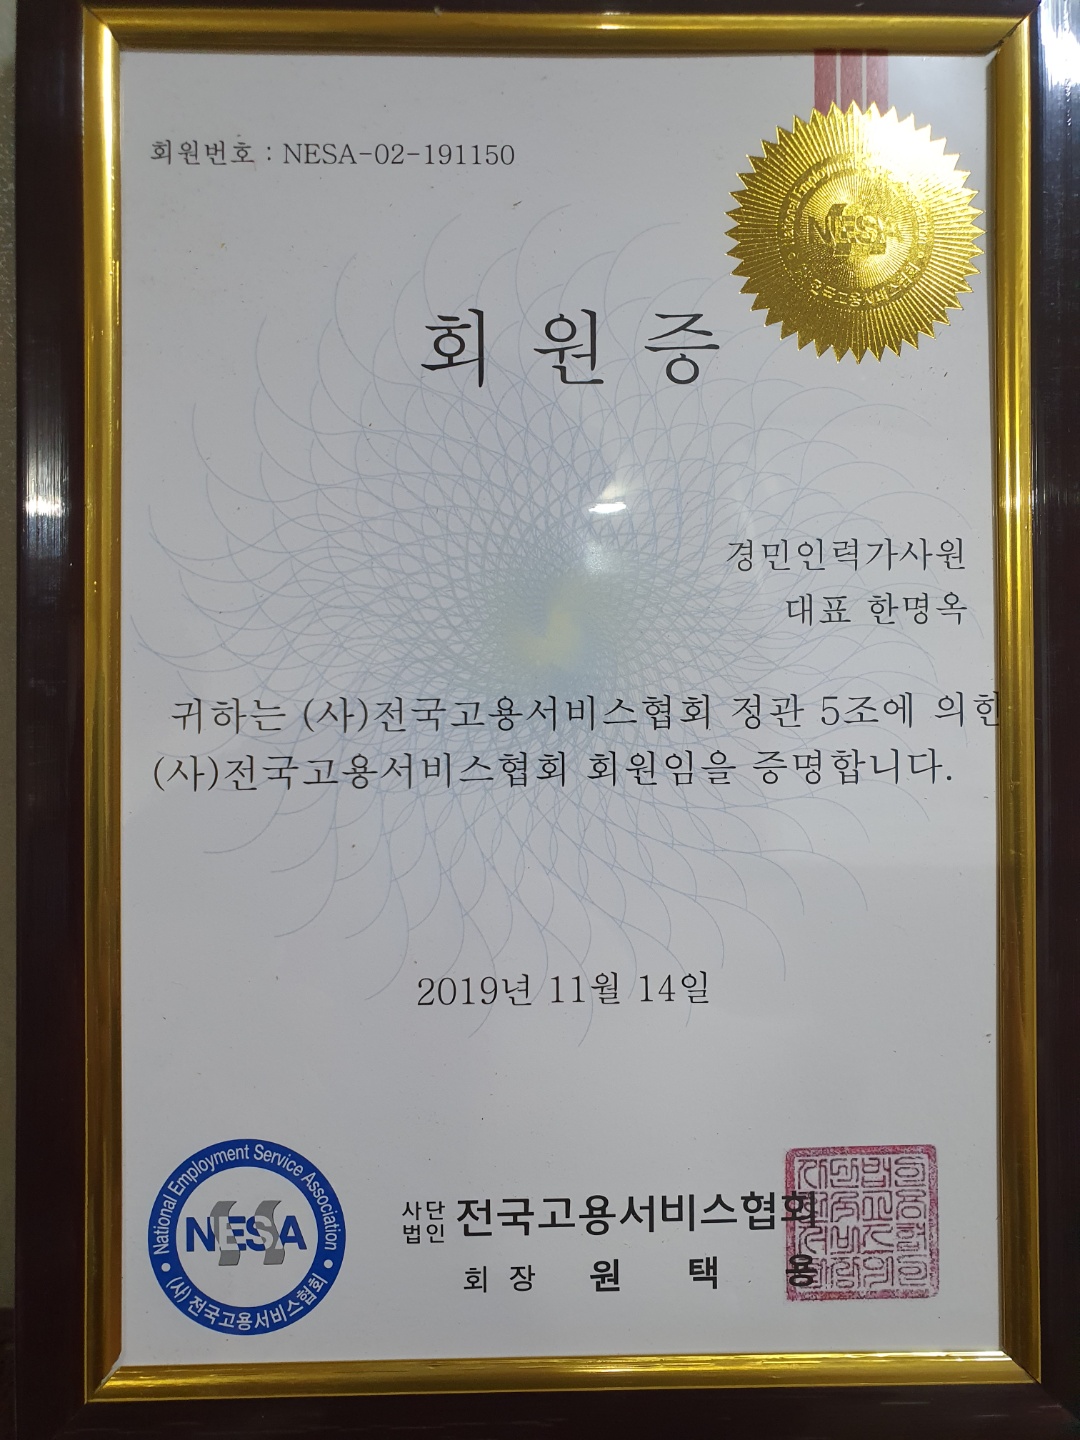 회원번호 : NESA-02-191150
회 원 증
경민인력가사원
대표 한명옥
귀하는 (사)전국고용서비스협회 정관 5조에 의한
(사)전국고용서비스협회 회원임을 증명합니다.
2019년 11월 14일
National Employment Service Association
NESA
(사) 전국고용서비스협회
사단
법인 전국고용서비스협회
회 장 원 택 용